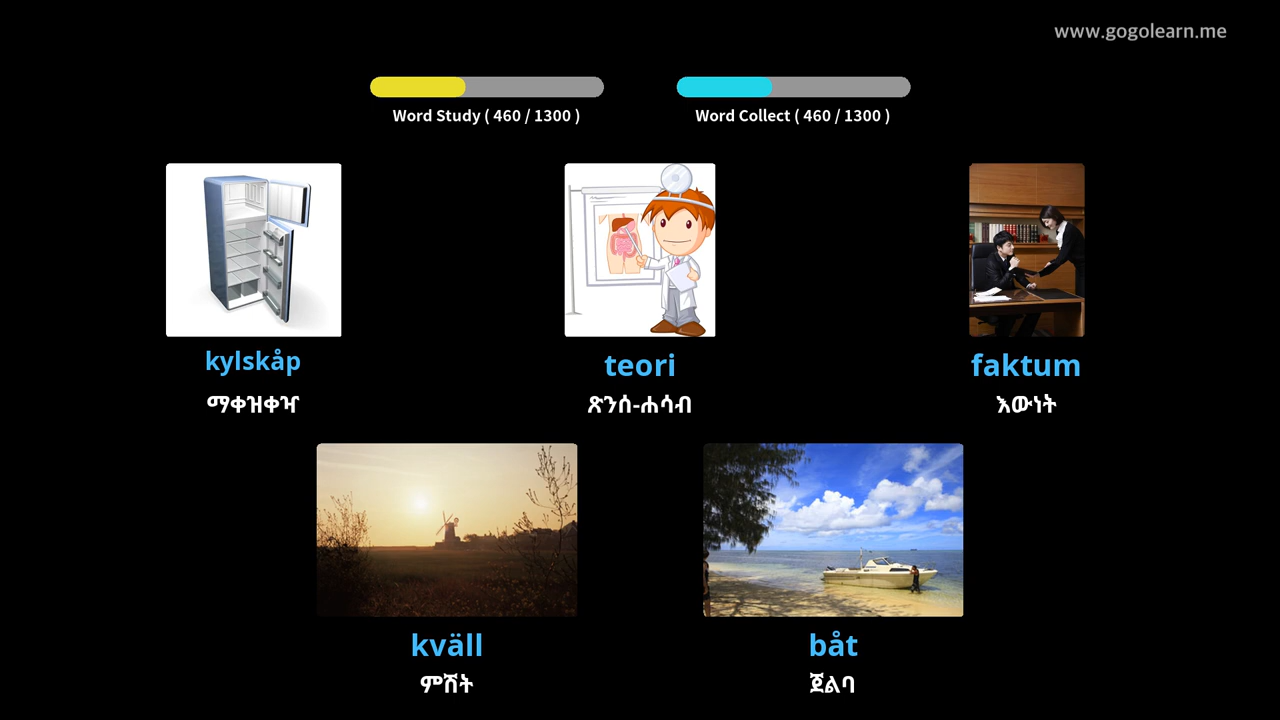 www.gogolearn.me
Word Study ( 460 / 1300 )
Word Collect ( 460 / 1300 )
kylskåp
teori
faktum
ማቀዝቀዣ
ጽንሰ-ሐሳብ
እውነት
kväll
båt
ምሽት
ጀልባ